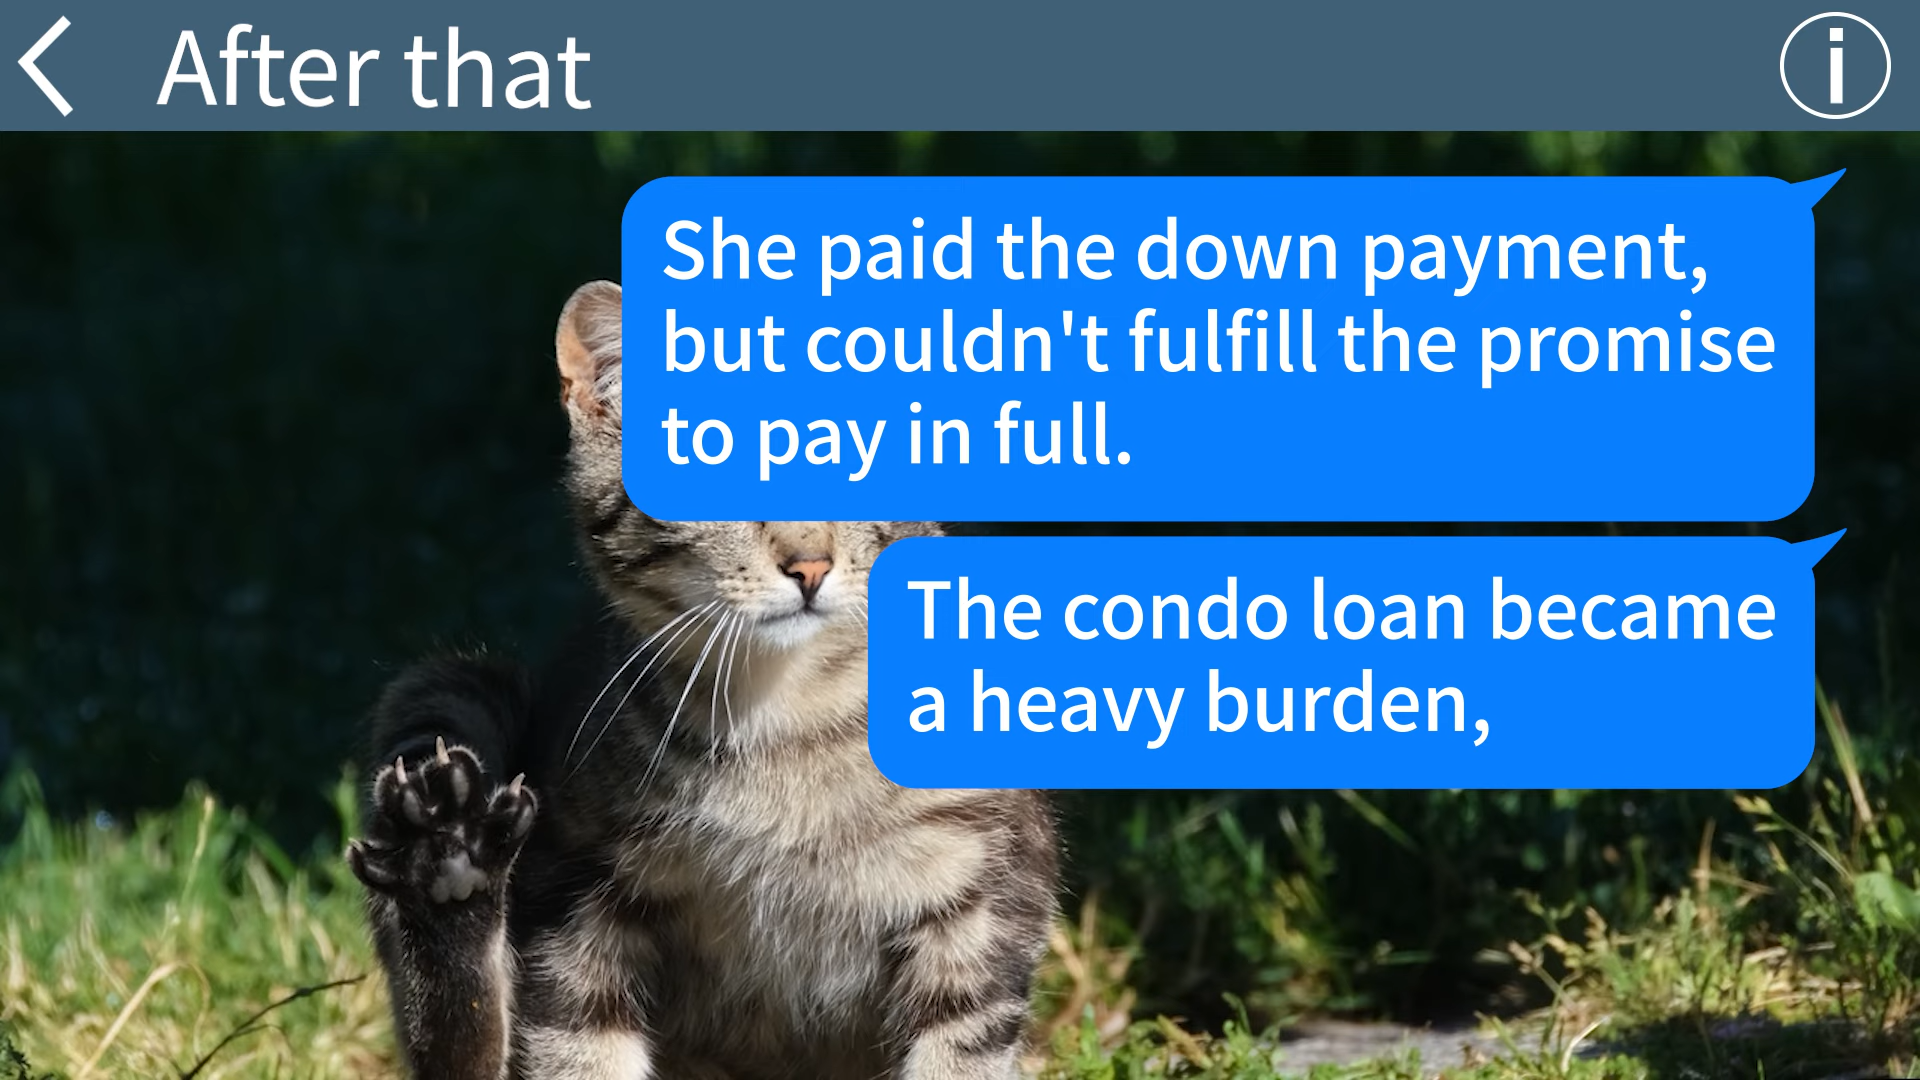 After that
She paid the down payment,
but couldn't fulfill the promise
to pay in full.
The condo loan became
a heavy burden,